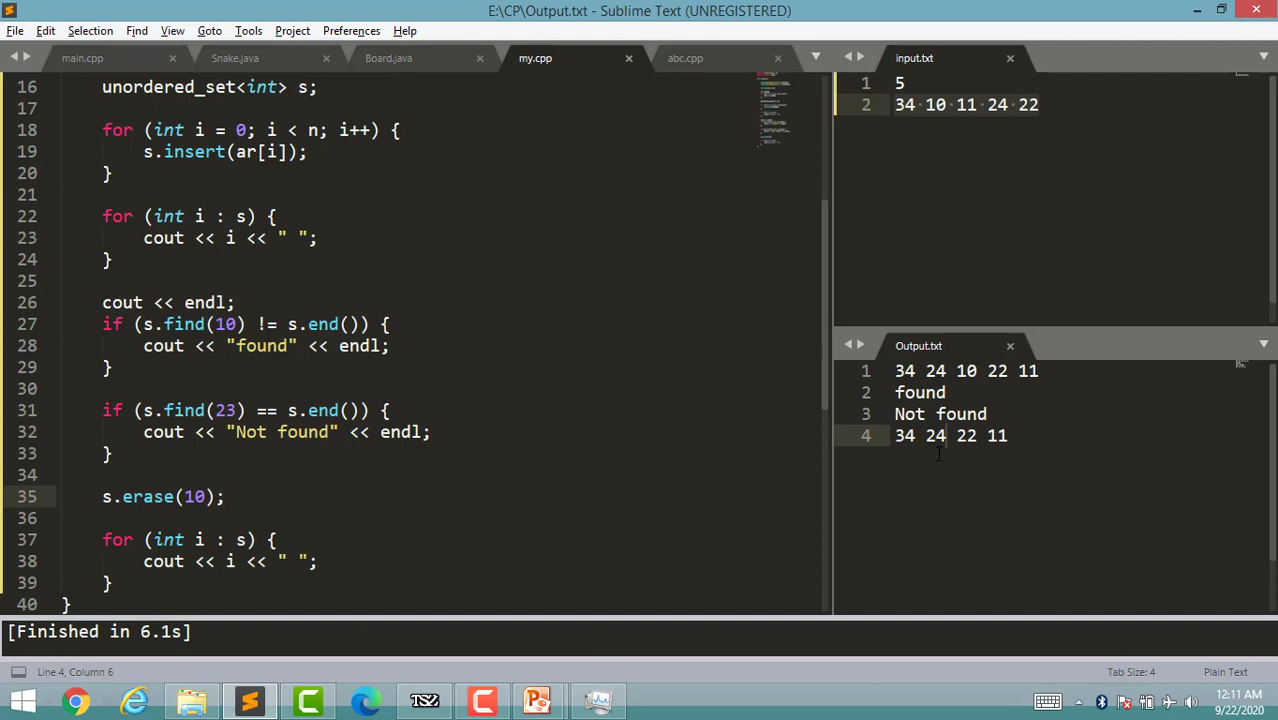 E:\CP\Output.txt - Sublime Text (UNREGISTERED)
File Edit Selection Find View Goto Tools Project Preferences Help
main.cpp Snake.java Board.java my.cpp abc.cpp
16 unordered_set<int> s;
17
18 for (int i = 0; i < n; i++) {
19 s.insert(ar[i]);
20 }
21
22 for (int i : s) {
23 cout << i << " ";
24 }
25
26 cout << endl;
27 if (s.find(10) != s.end()) {
28 cout << "found" << endl;
29 }
30
31 if (s.find(23) == s.end()) {
32 cout << "Not found" << endl;
33 }
34
35 s.erase(10);
36
37 for (int i : s) {
38 cout << i << " ";
39 }
40 }
input.txt
1 5
2 34 10 11 24 22
Output.txt
1 34 24 10 22 11
2 found
3 Not found
4 34 24 22 11
[Finished in 6.1s]
Line 4, Column 6 Tab Size: 4 Plain Text
TS2
12:11 AM
9/22/2020